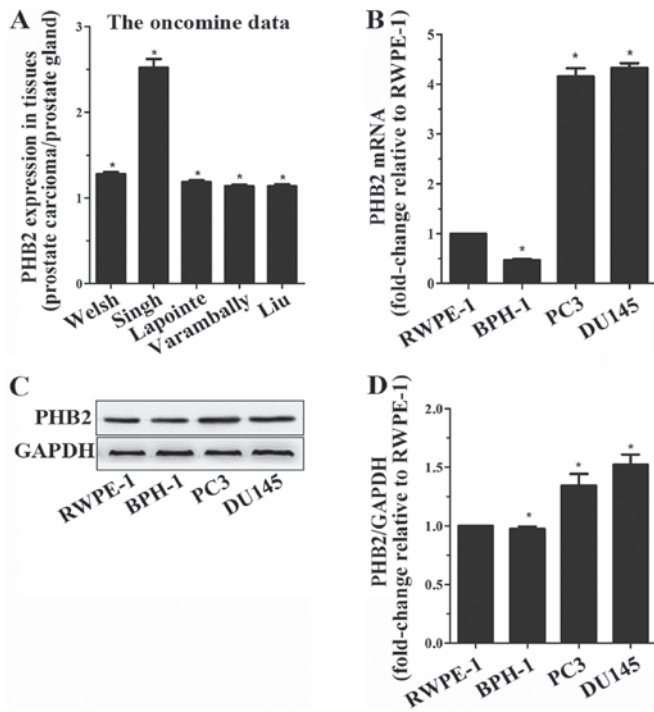 A
The oncomine data
PHB2 expression in tissues
(prostate carcioma/prostate gland)
3
2
1
0
*
*
*
*
*
Welsh
Singh
Lapointe
Varambally
Liu
B
PHB2 mRNA
(fold-change relative to RWPE-1)
5
4
3
2
1
0
*
*
*
RWPE-1
BPH-1
PC3
DU145
C
PHB2
GAPDH
RWPE-1
BPH-1
PC3
DU145
D
PHB2/GAPDH
(fold-change relative to RWPE-1)
2.0
1.5
1.0
0.5
0.0
*
*
*
RWPE-1
BPH-1
PC3
DU145